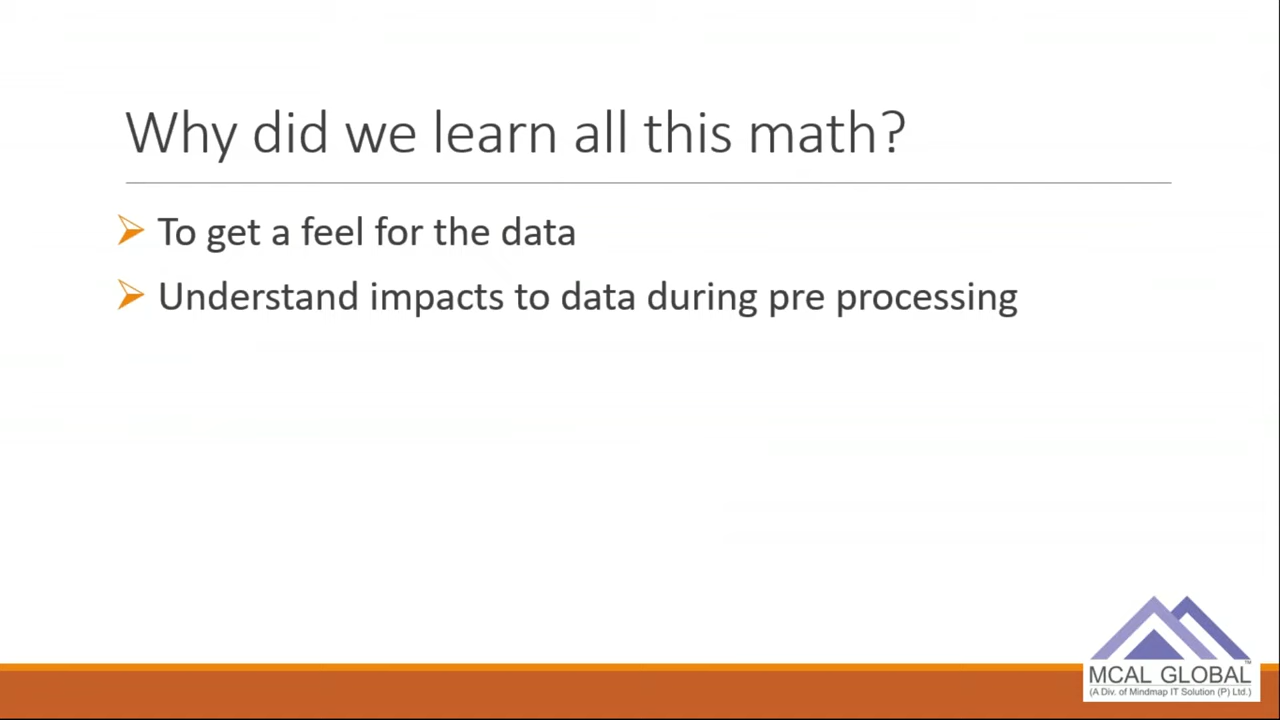 Why did we learn all this math?
To get a feel for the data
Understand impacts to data during pre processing
MCAL GLOBAL™
(A Div. of Mindmap IT Solution (P) Ltd.)